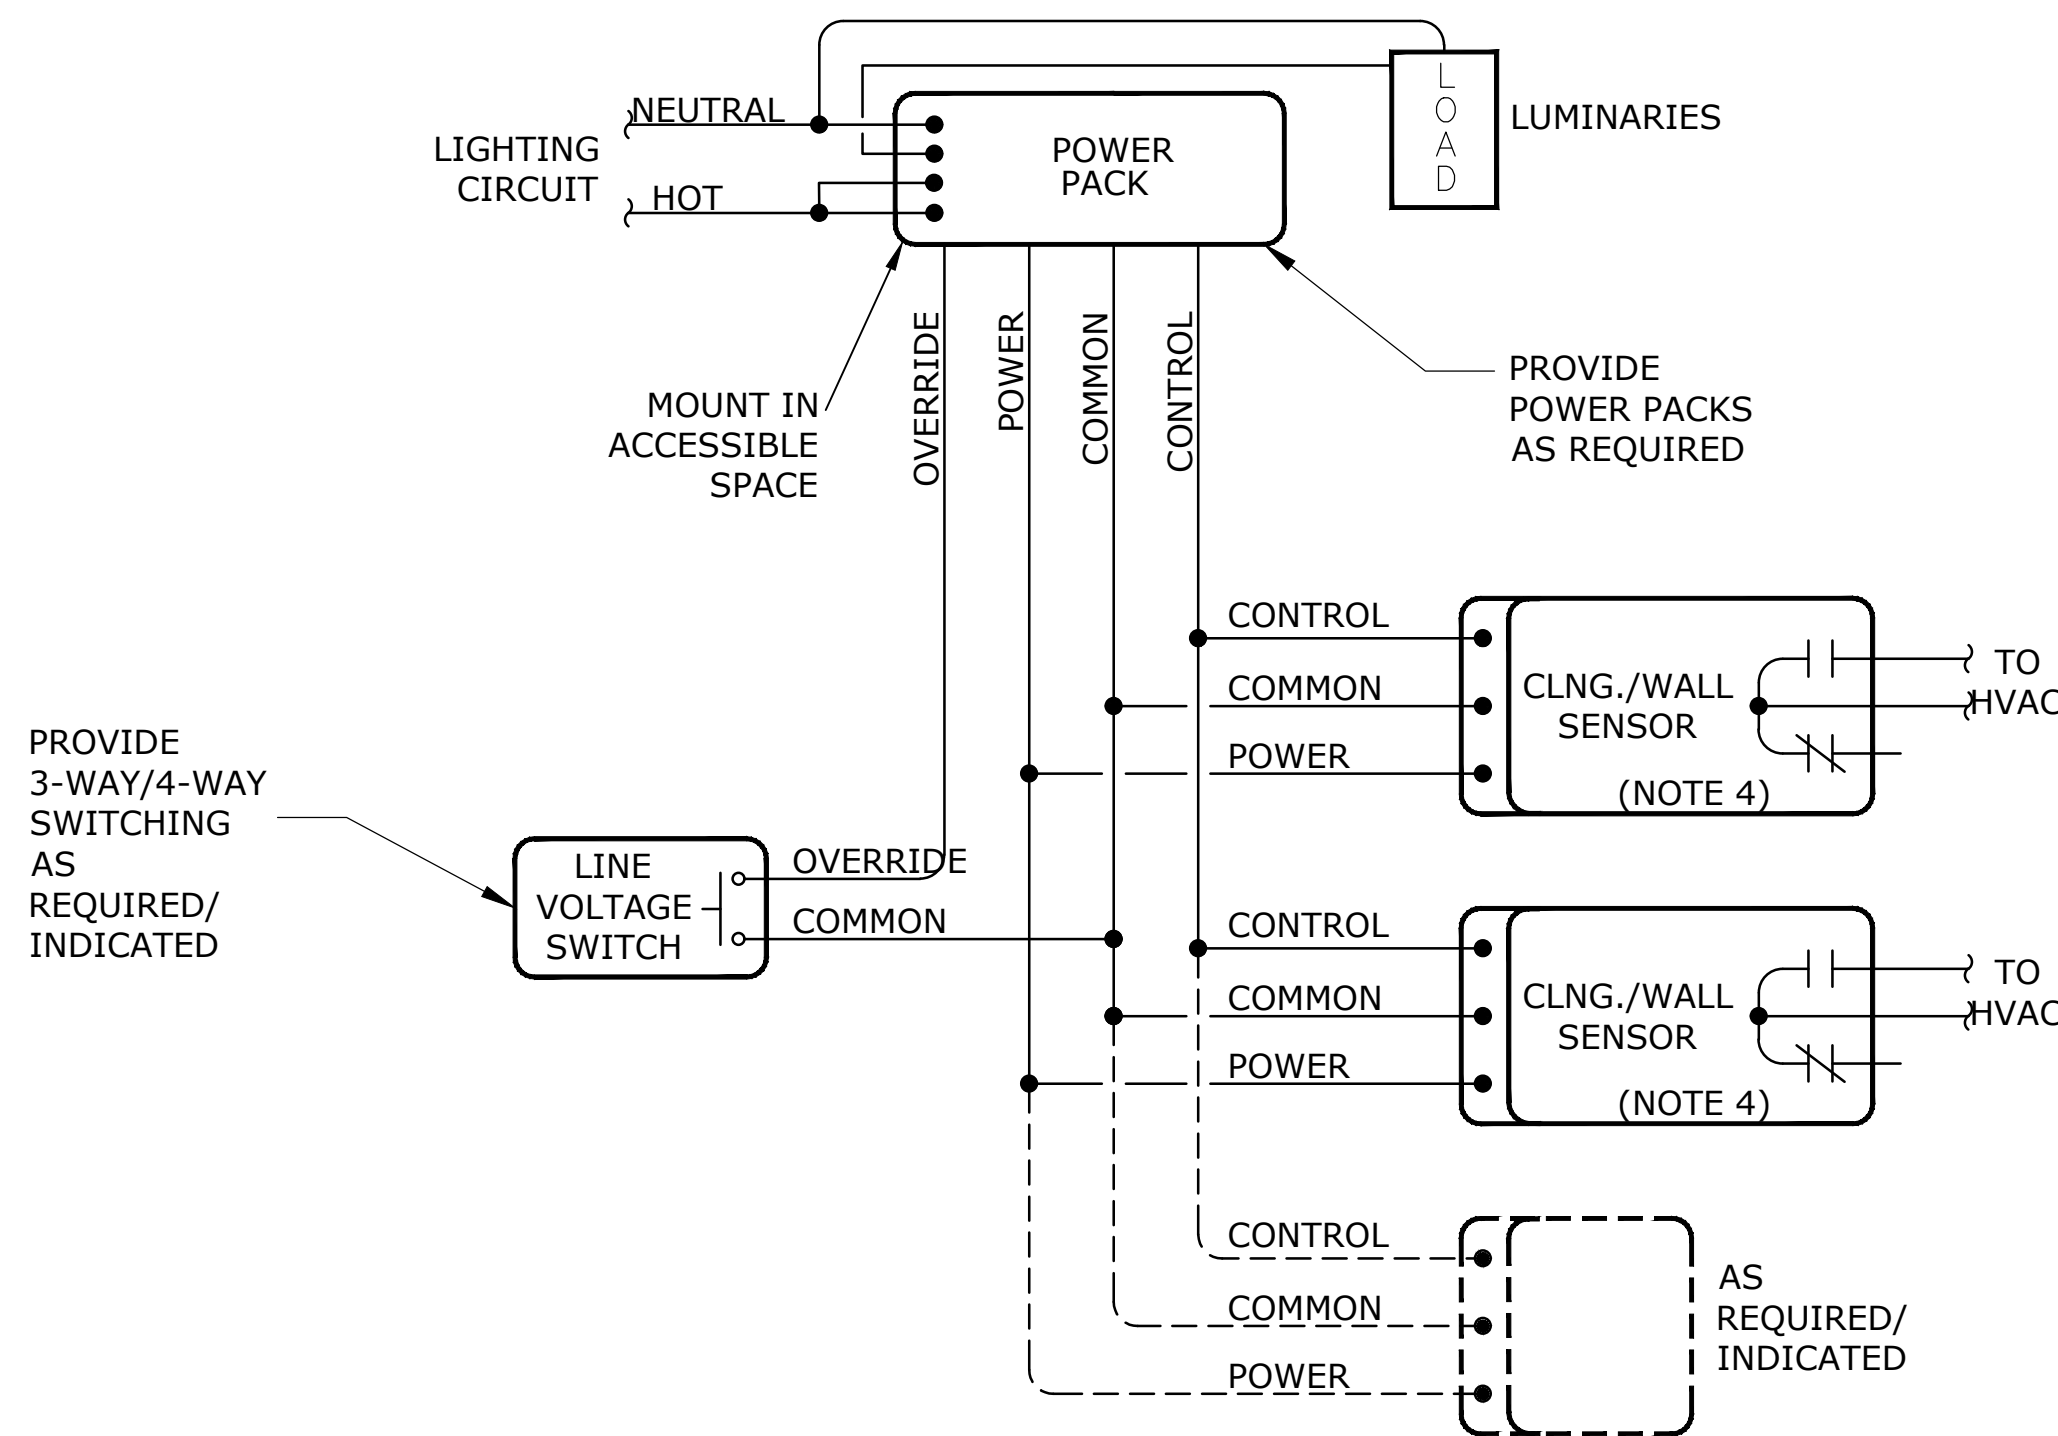 NEUTRAL
LIGHTING
CIRCUIT
HOT
POWER
PACK
LOAD
LUMINARIES
MOUNT IN
ACCESSIBLE
SPACE
OVERRIDE
POWER
COMMON
CONTROL
PROVIDE
POWER PACKS
AS REQUIRED
CONTROL
COMMON
POWER
CLNG./WALL
SENSOR
(NOTE 4)
TO
HVAC
PROVIDE
3-WAY/4-WAY
SWITCHING
AS
REQUIRED/
INDICATED
LINE
VOLTAGE
SWITCH
OVERRIDE
COMMON
CONTROL
COMMON
POWER
CLNG./WALL
SENSOR
(NOTE 4)
TO
HVAC
CONTROL
COMMON
POWER
AS
REQUIRED/
INDICATED